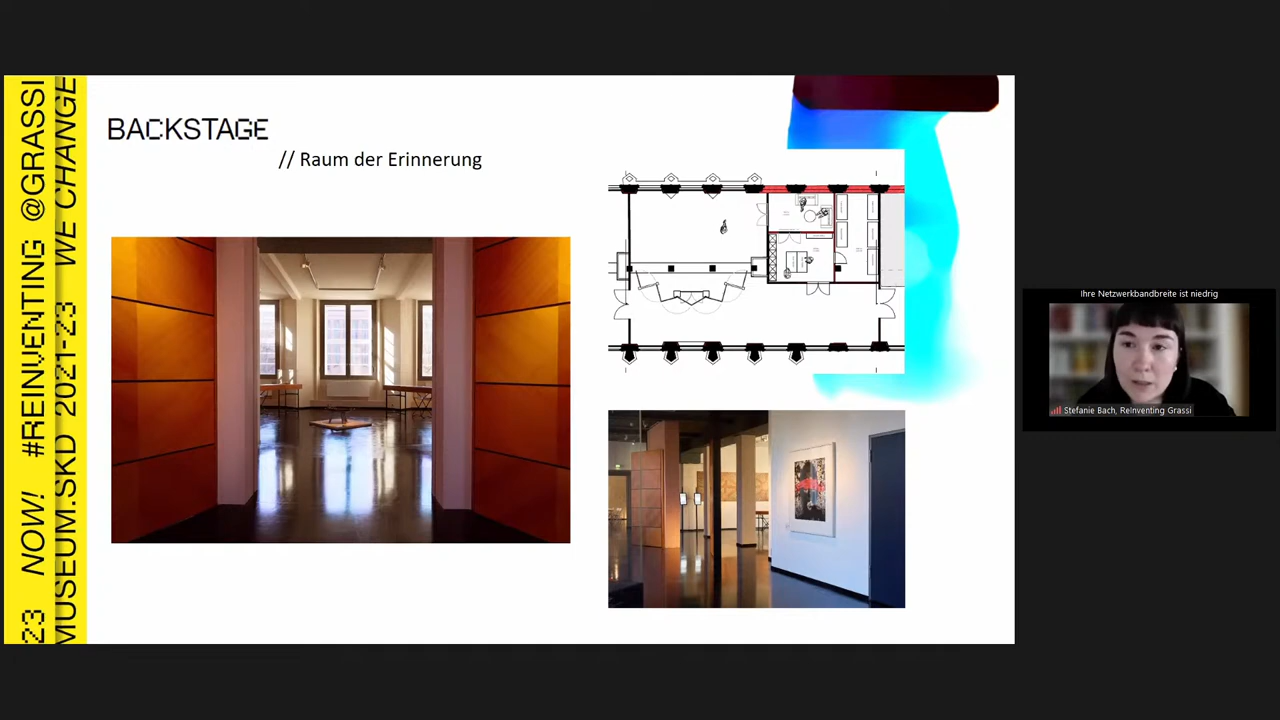 23 NOW! #REINVENTING @GRASSI
MUSEUM.SKD 2021-23 WE CHANGE
BACKSTAGE
// Raum der Erinnerung
Ihre Netzwerkbandbreite ist niedrig
Stefanie Bach, ReInventing Grassi